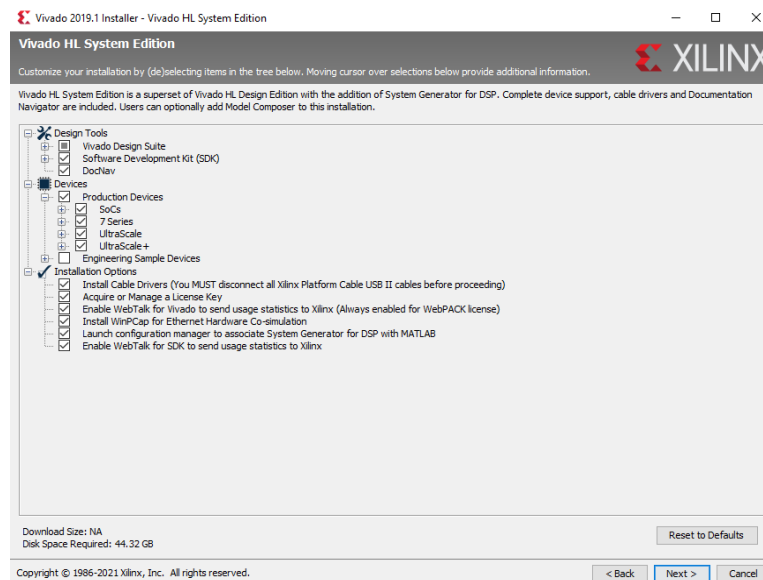 Vivado 2019.1 Installer - Vivado HL System Edition
Vivado HL System Edition
Customize your installation by (de)selecting items in the tree below. Moving cursor over selections below provide additional information.
XILINX
Vivado HL System Edition is a superset of Vivado HL Design Edition with the addition of System Generator for DSP. Complete device support, cable drivers and Documentation
Navigator are included. Users can optionally add Model Composer to this installation.
Design Tools
Vivado Design Suite
Software Development Kit (SDK)
DocNav
Devices
Production Devices
SoCs
7 Series
UltraScale
UltraScale+
Engineering Sample Devices
Installation Options
Install Cable Drivers (You MUST disconnect all Xilinx Platform Cable USB II cables before proceeding)
Acquire or Manage a License Key
Enable WebTalk for Vivado to send usage statistics to Xilinx (Always enabled for WebPACK license)
Install WinPCap for Ethernet Hardware Co-simulation
Launch configuration manager to associate System Generator for DSP with MATLAB
Enable WebTalk for SDK to send usage statistics to Xilinx
Download Size: NA
Disk Space Required: 44.32 GB
Reset to Defaults
Copyright © 1986-2021 Xilinx, Inc. All rights reserved.
< Back
Next >
Cancel